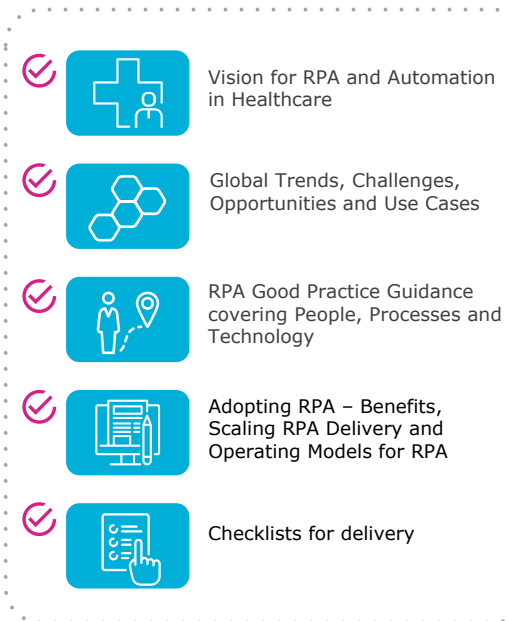 Vision for RPA and Automation
in Healthcare
Global Trends, Challenges,
Opportunities and Use Cases
RPA Good Practice Guidance
covering People, Processes and
Technology
Adopting RPA – Benefits,
Scaling RPA Delivery and
Operating Models for RPA
Checklists for delivery